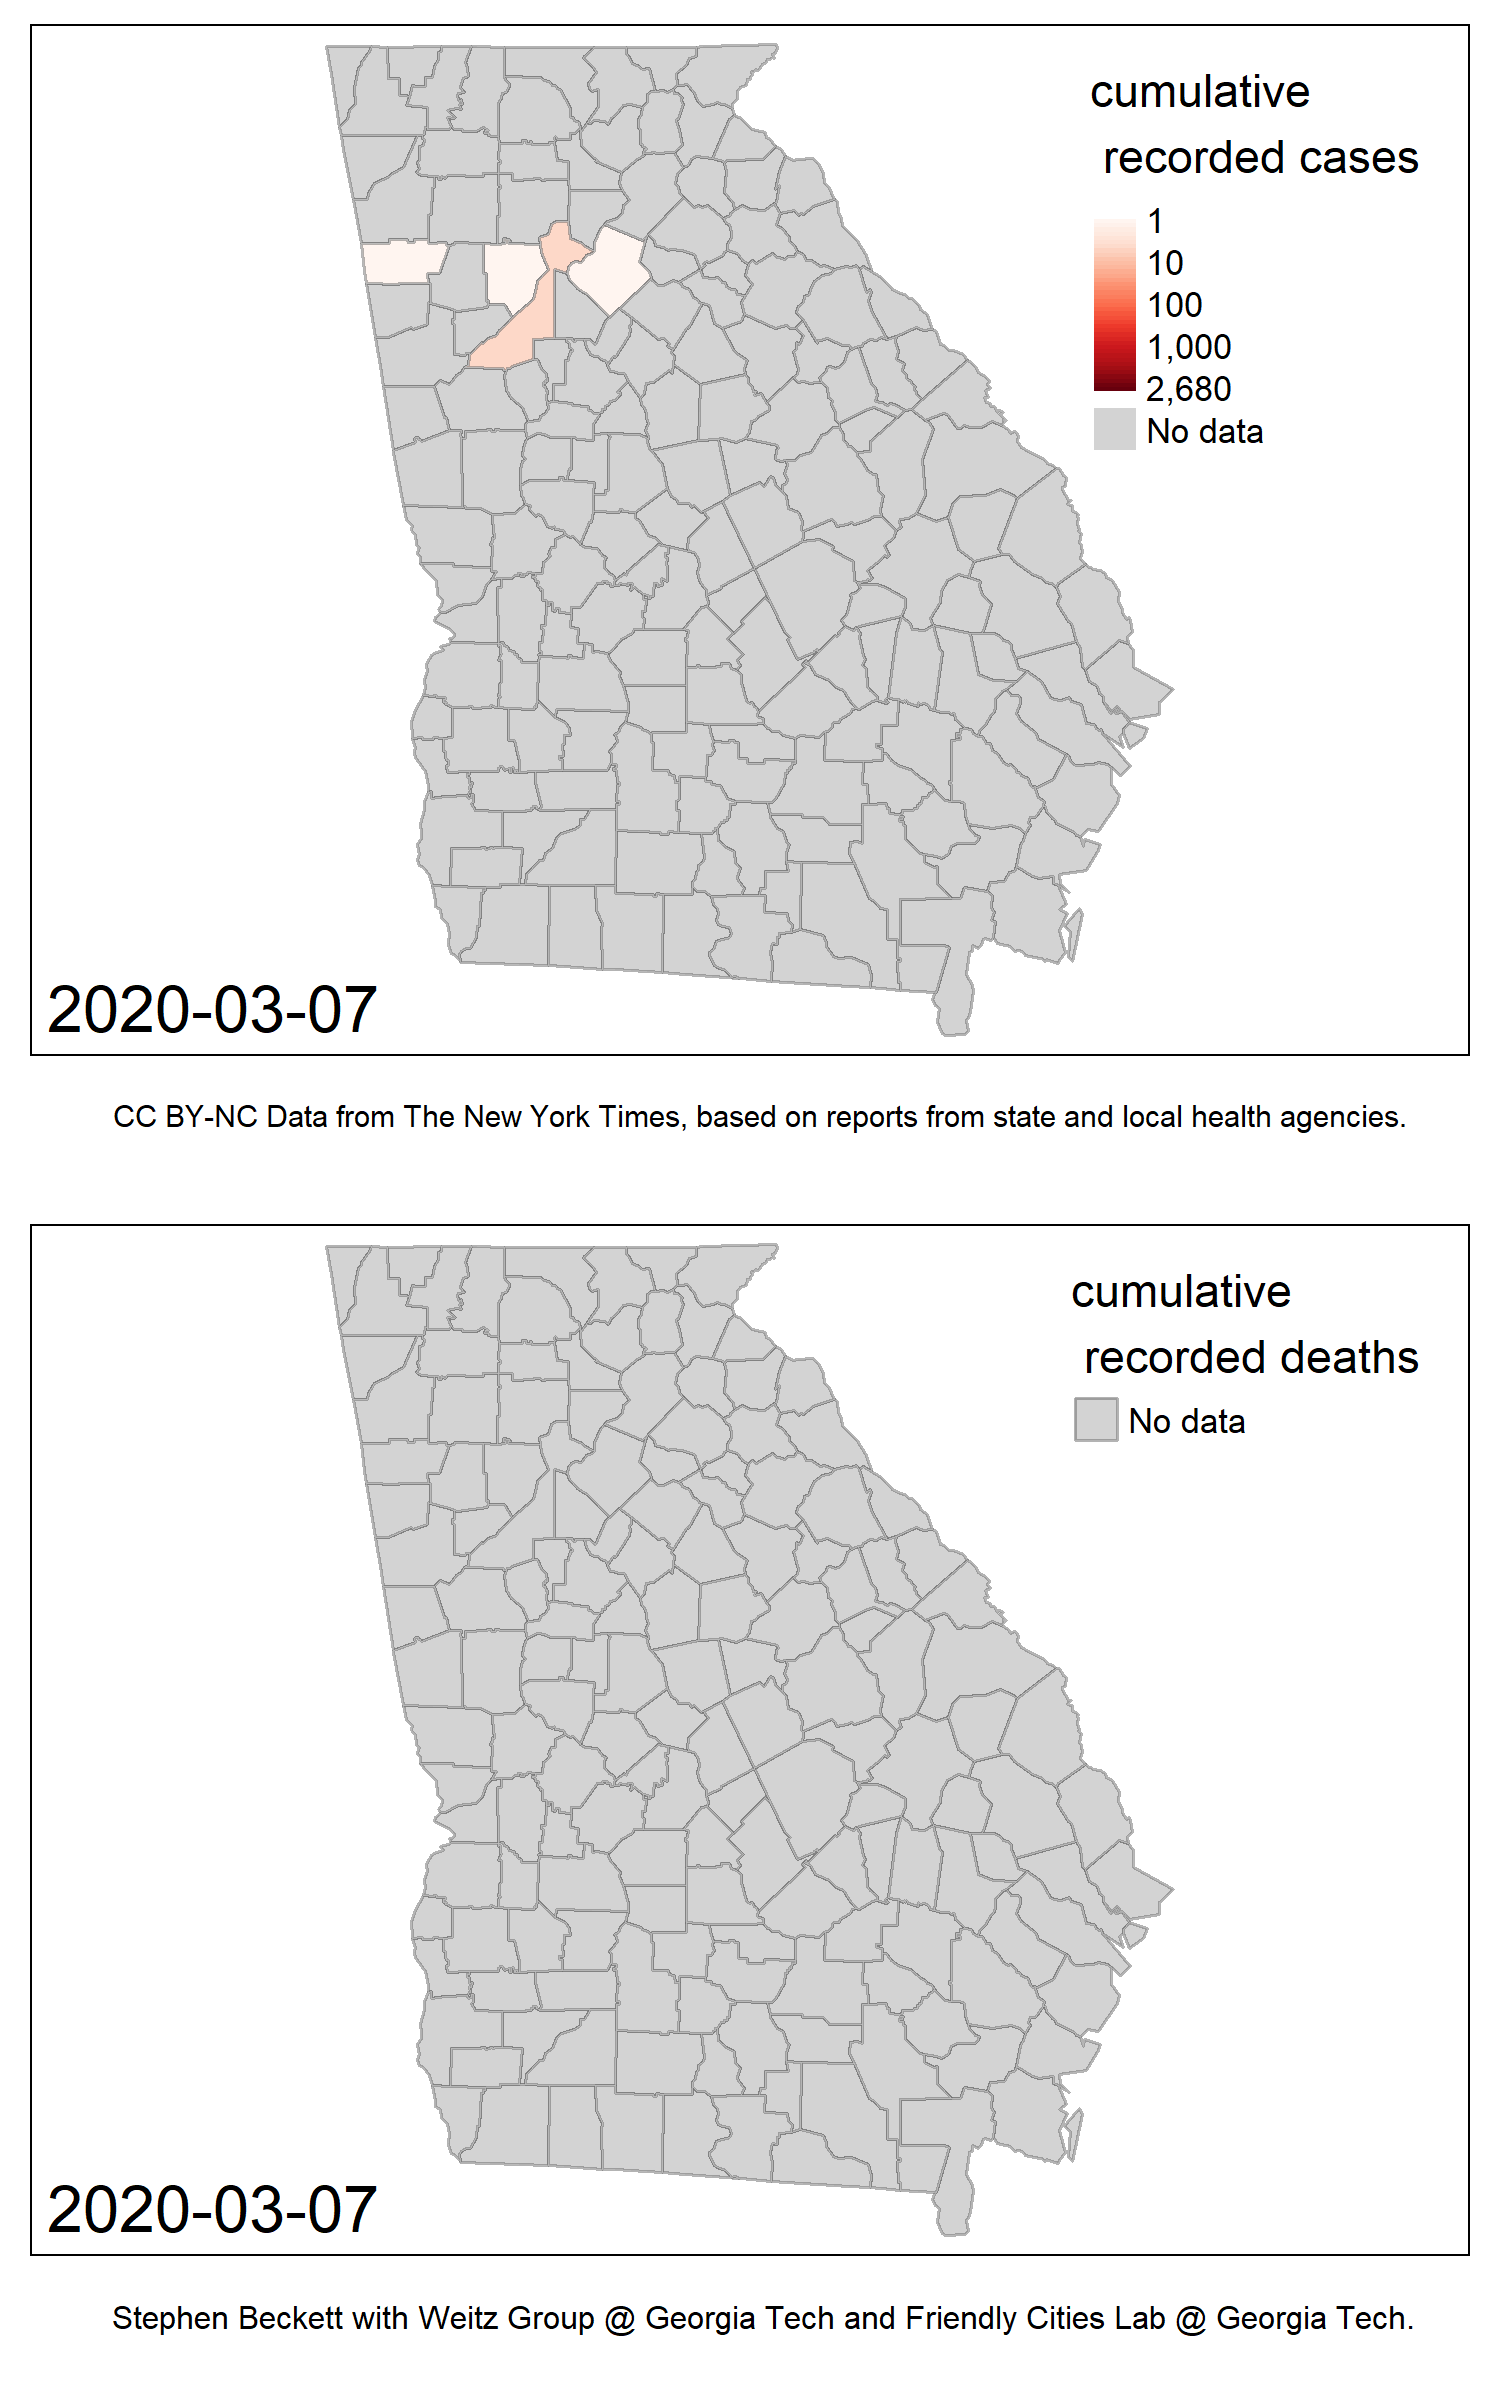 cumulative
recorded cases
1
10
100
1,000
2,680
No data
2020-03-07
CC BY-NC Data from The New York Times, based on reports from state and local health agencies.
cumulative
recorded deaths
No data
2020-03-07
Stephen Beckett with Weitz Group @ Georgia Tech and Friendly Cities Lab @ Georgia Tech.